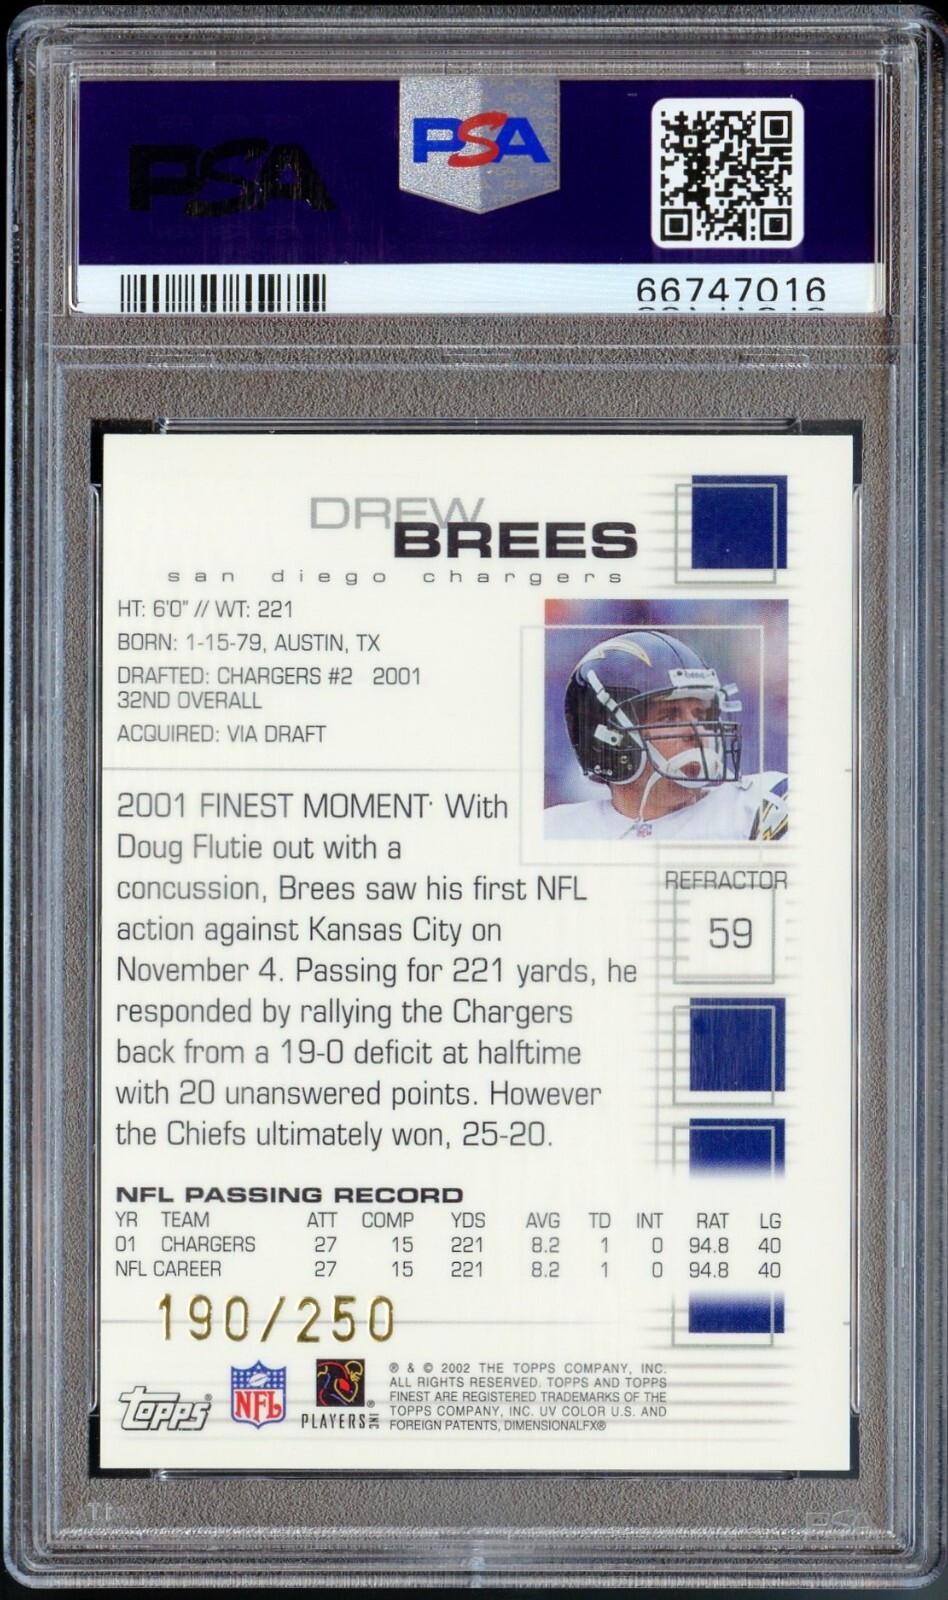 PSA
PSA
66747016
DREW
BREES
san diego chargers
HT: 6'0" // WT: 221
BORN: 1-15-79, AUSTIN, TX
DRAFTED: CHARGERS #2 2001
32ND OVERALL
ACQUIRED: VIA DRAFT
2001 FINEST MOMENT· With
Doug Flutie out with a
concussion, Brees saw his first NFL
action against Kansas City on
November 4. Passing for 221 yards, he
responded by rallying the Chargers
back from a 19-0 deficit at halftime
with 20 unanswered points. However
the Chiefs ultimately won, 25-20.
REFRACTOR
59
NFL PASSING RECORD
YR TEAM ATT COMP YDS AVG TD INT RAT LG
01 CHARGERS 27 15 221 8.2 1 0 94.8 40
NFL CAREER 27 15 221 8.2 1 0 94.8 40
190/250
Topps®
NFL
PLAYERS INC
® & © 2002 THE TOPPS COMPANY, INC.
ALL RIGHTS RESERVED. TOPPS AND TOPPS
FINEST ARE REGISTERED TRADEMARKS OF THE
TOPPS COMPANY, INC. UV COLOR U.S. AND
FOREIGN PATENTS, DIMENSIONALFX®
PSA